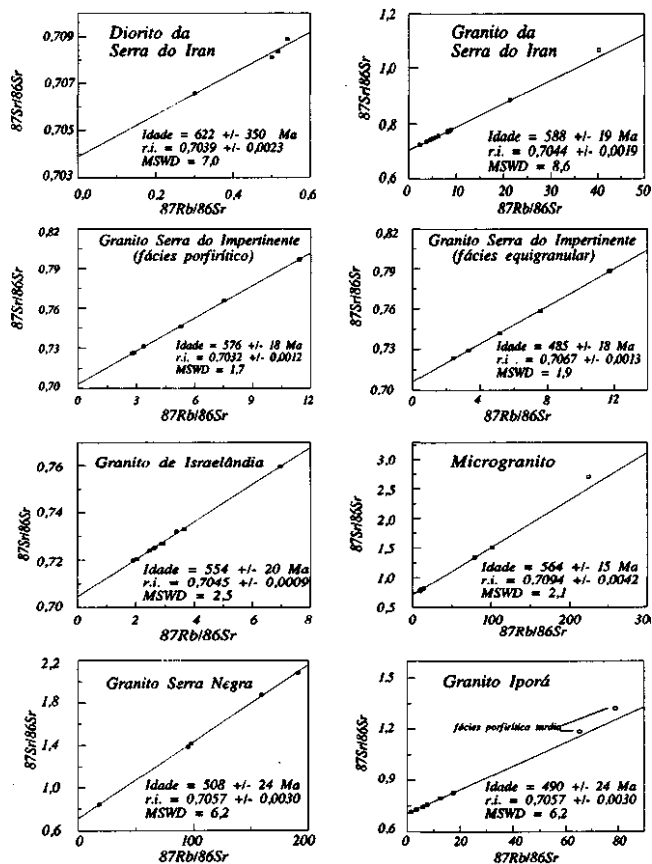 Diorito da
Serra do Iran
87Sr/86Sr
0,709
0,707
0,705
0,703
Idade = 622 +/- 350 Ma
r.i. = 0,7039 +/- 0,0023
MSWD = 7,0
0,0 0,2 0,4 0,6
87Rb/86Sr
Granito da
Serra do Iran
87Sr/86Sr
1,2
1,0
0,8
0,6
Idade = 588 +/- 19 Ma
r.i. = 0,7044 +/- 0,0019
MSWD = 8,6
0 10 20 30 40 50
87Rb/86Sr
Granito Serra do Impertinente
(fácies porfirítico)
87Sr/86Sr
0,82
0,79
0,76
0,73
0,70
Idade = 576 +/- 18 Ma
r.i. = 0,7032 +/- 0,0012
MSWD = 1,7
0 3 6 9 12
87Rb/86Sr
Granito Serra do Impertinente
(fácies equigranular)
87Sr/86Sr
0,82
0,79
0,76
0,73
0,70
Idade = 485 +/- 18 Ma
r.i. = 0,7067 +/- 0,0013
MSWD = 1,9
0 4 8 12
87Rb/86Sr
Granito de Israelândia
87Sr/86Sr
0,76
0,74
0,72
0,70
Idade = 554 +/- 20 Ma
r.i. = 0,7045 +/- 0,0009
MSWD = 2,5
0 2 4 6 8
87Rb/86Sr
Microgranito
87Sr/86Sr
3,0
2,5
2,0
1,5
1,0
0,5
Idade = 564 +/- 15 Ma
r.i. = 0,7094 +/- 0,0042
MSWD = 2,1
0 100 200 300
87Rb/86Sr
Granito Serra Negra
87Sr/86Sr
2,2
1,8
1,4
1,0
0,6
Idade = 508 +/- 24 Ma
r.i. = 0,7057 +/- 0,0030
MSWD = 6,2
0 100 200
87Rb/86Sr
Granito Iporá
fácies porfirítica tardia
87Sr/86Sr
1,5
1,2
0,9
0,6
Idade = 490 +/- 24 Ma
r.i. = 0,7057 +/- 0,0030
MSWD = 6,2
0 20 40 60 80
87Rb/86Sr